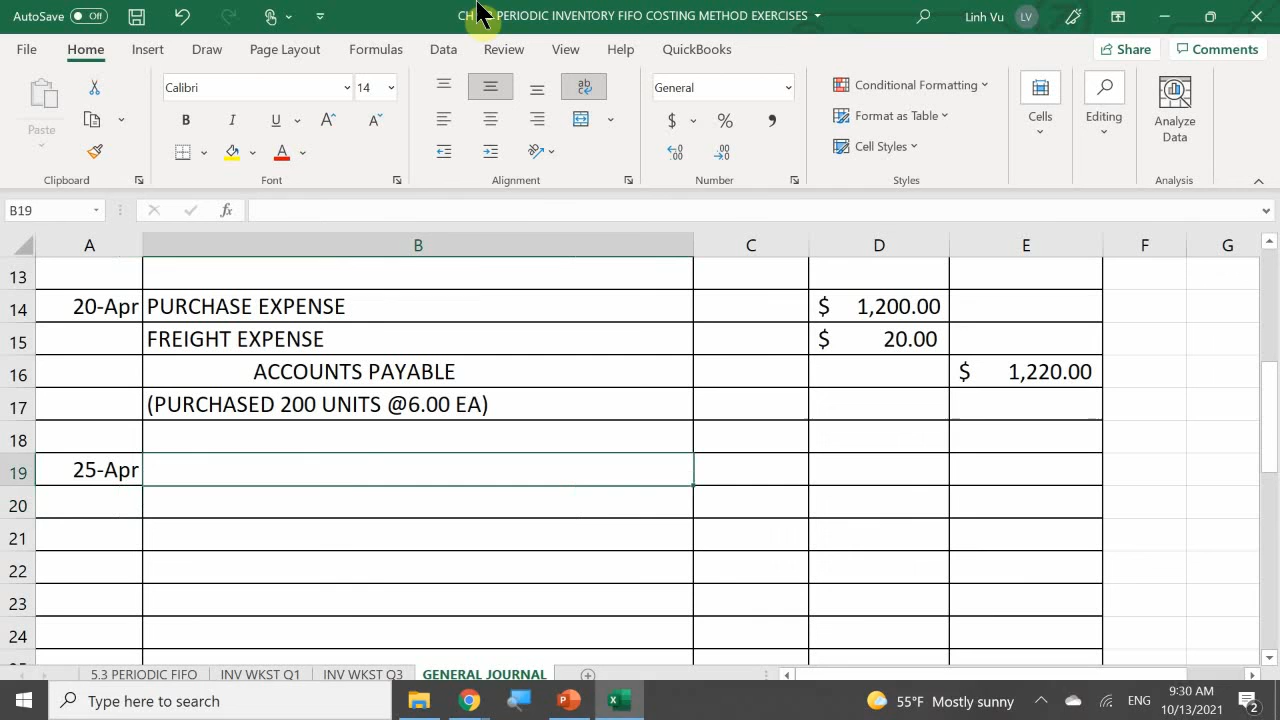 AutoSave Off CH PERIODIC INVENTORY FIFO COSTING METHOD EXERCISES Linh Vu LV
File Home Insert Draw Page Layout Formulas Data Review View Help QuickBooks Share Comments
Paste Calibri 14 General Conditional Formatting Cells Editing Analyze Data
B I U A A $ % Format as Table
ab Cell Styles
Clipboard Font Alignment Number Styles Analysis
B19 fx
A B C D E F G
13
14 20-Apr PURCHASE EXPENSE $ 1,200.00
15 FREIGHT EXPENSE $ 20.00
16 ACCOUNTS PAYABLE $ 1,220.00
17 (PURCHASED 200 UNITS @6.00 EA)
18
19 25-Apr
20
21
22
23
24
5.3 PERIODIC FIFO INV WKST Q1 INV WKST Q3 GENERAL JOURNAL
Type here to search 55°F Mostly sunny ENG 9:30 AM
10/13/2021 2